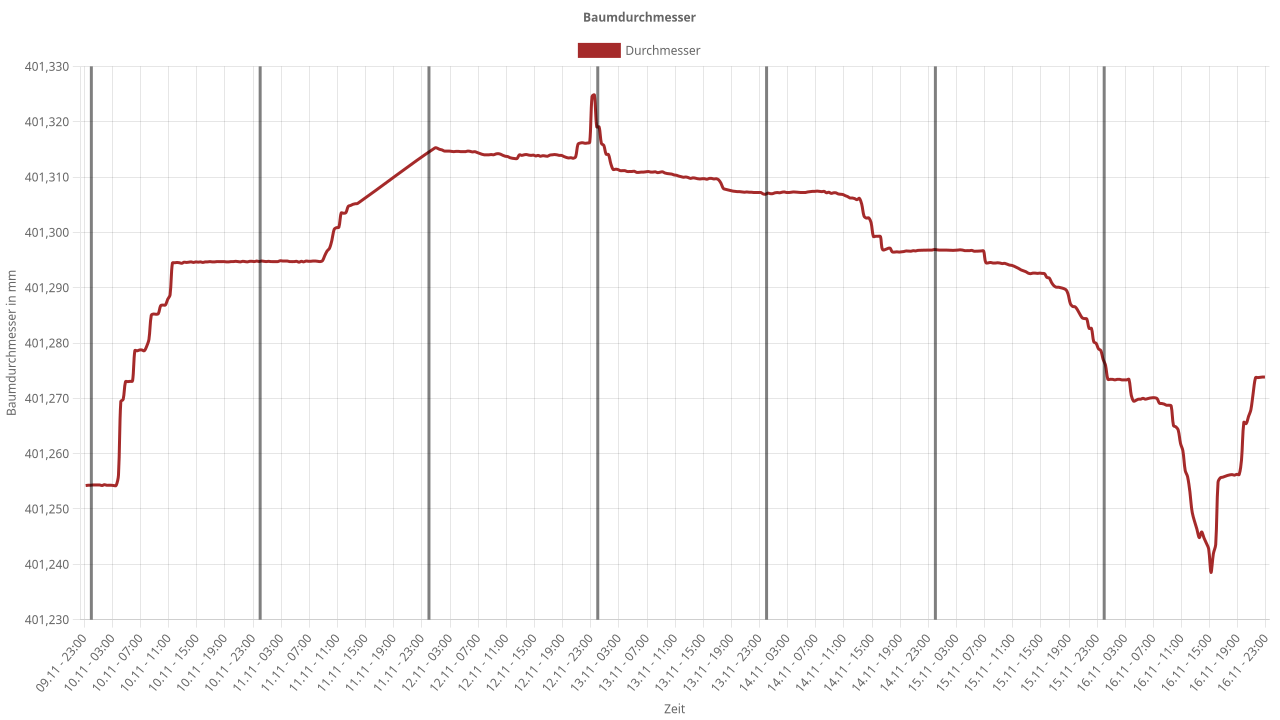 Baumdurchmesser
Durchmesser
401,330
401,320
401,310
401,300
401,290
401,280
401,270
401,260
401,250
401,240
401,230
Baumdurchmesser in mm
09.11 - 23:00
10.11 - 03:00
10.11 - 07:00
10.11 - 11:00
10.11 - 15:00
10.11 - 19:00
10.11 - 23:00
11.11 - 03:00
11.11 - 07:00
11.11 - 11:00
11.11 - 15:00
11.11 - 19:00
11.11 - 23:00
12.11 - 03:00
12.11 - 07:00
12.11 - 11:00
12.11 - 15:00
12.11 - 19:00
12.11 - 23:00
13.11 - 03:00
13.11 - 07:00
13.11 - 11:00
13.11 - 15:00
13.11 - 19:00
13.11 - 23:00
14.11 - 03:00
14.11 - 07:00
14.11 - 11:00
14.11 - 15:00
14.11 - 19:00
14.11 - 23:00
15.11 - 03:00
15.11 - 07:00
15.11 - 11:00
15.11 - 15:00
15.11 - 19:00
15.11 - 23:00
16.11 - 03:00
16.11 - 07:00
16.11 - 11:00
16.11 - 15:00
16.11 - 19:00
16.11 - 23:00
Zeit